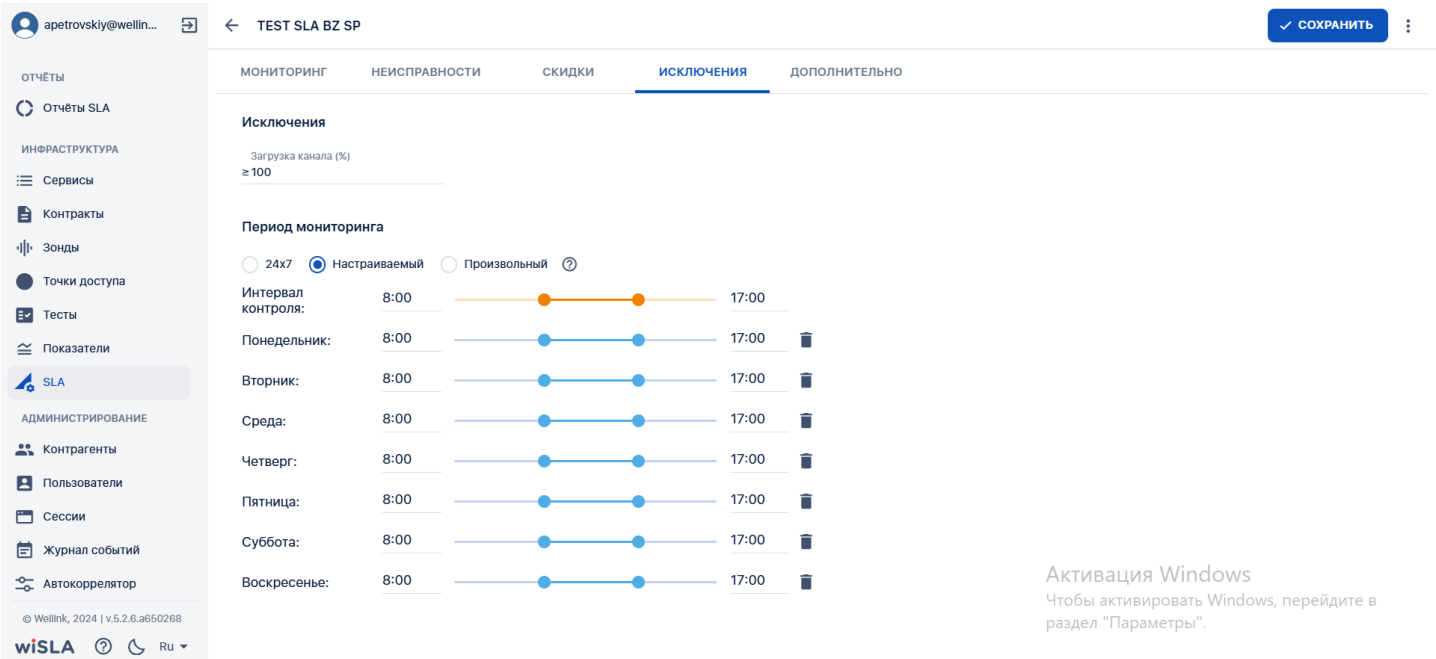 apetrovskiy@wellin...
ОТЧЁТЫ
Отчёты SLA
ИНФРАСТРУКТУРА
Сервисы
Контракты
Зонды
Точки доступа
Тесты
Показатели
SLA
АДМИНИСТРИРОВАНИЕ
Контрагенты
Пользователи
Сессии
Журнал событий
Автокоррелятор
© Wellink, 2024 | v.5.2.6.a650268
wiSLA Ru
TEST SLA BZ SP
СОХРАНИТЬ
МОНИТОРИНГ НЕИСПРАВНОСТИ СКИДКИ ИСКЛЮЧЕНИЯ ДОПОЛНИТЕЛЬНО
Исключения
Загрузка канала (%)
≥ 100
Период мониторинга
24x7 Настраиваемый Произвольный
Интервал
контроля: 8:00 17:00
Понедельник: 8:00 17:00
Вторник: 8:00 17:00
Среда: 8:00 17:00
Четверг: 8:00 17:00
Пятница: 8:00 17:00
Суббота: 8:00 17:00
Воскресенье: 8:00 17:00
Активация Windows
Чтобы активировать Windows, перейдите в
раздел "Параметры".